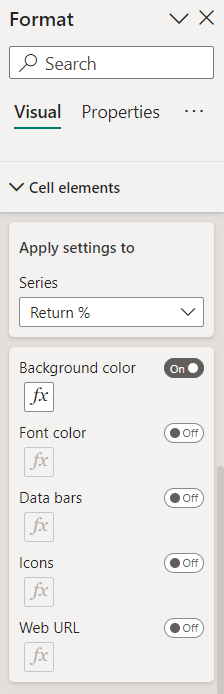 Format
Search
Visual Properties ...
Cell elements
Apply settings to
Series
Return %
Background color On
fx
Font color Off
fx
Data bars Off
fx
Icons Off
fx
Web URL Off
fx